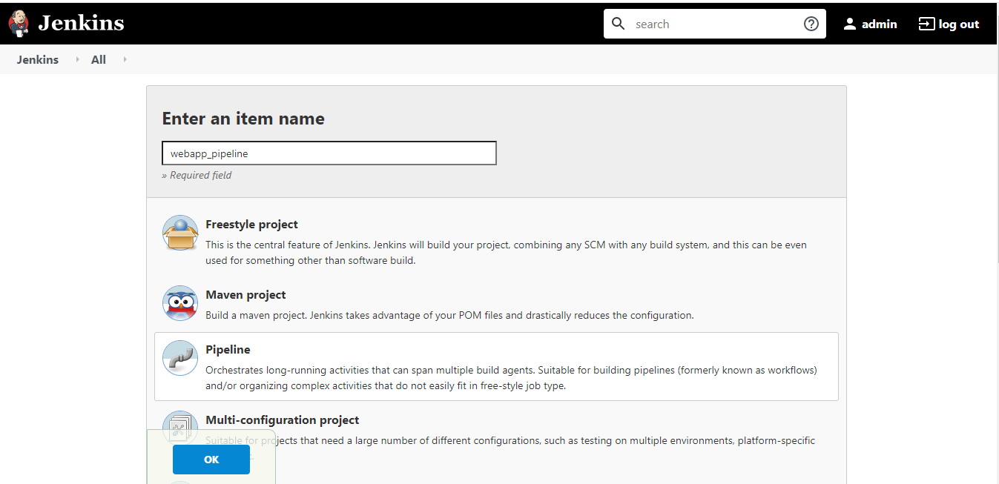 Jenkins
search
admin
log out
Jenkins
All
Enter an item name
webapp_pipeline
» Required field
Freestyle project
This is the central feature of Jenkins. Jenkins will build your project, combining any SCM with any build system, and this can be even
used for something other than software build.
Maven project
Build a maven project. Jenkins takes advantage of your POM files and drastically reduces the configuration.
Pipeline
Orchestrates long-running activities that can span multiple build agents. Suitable for building pipelines (formerly known as workflows)
and/or organizing complex activities that do not easily fit in free-style job type.
Multi-configuration project
Suitable for projects that need a large number of different configurations, such as testing on multiple environments, platform-specific
OK